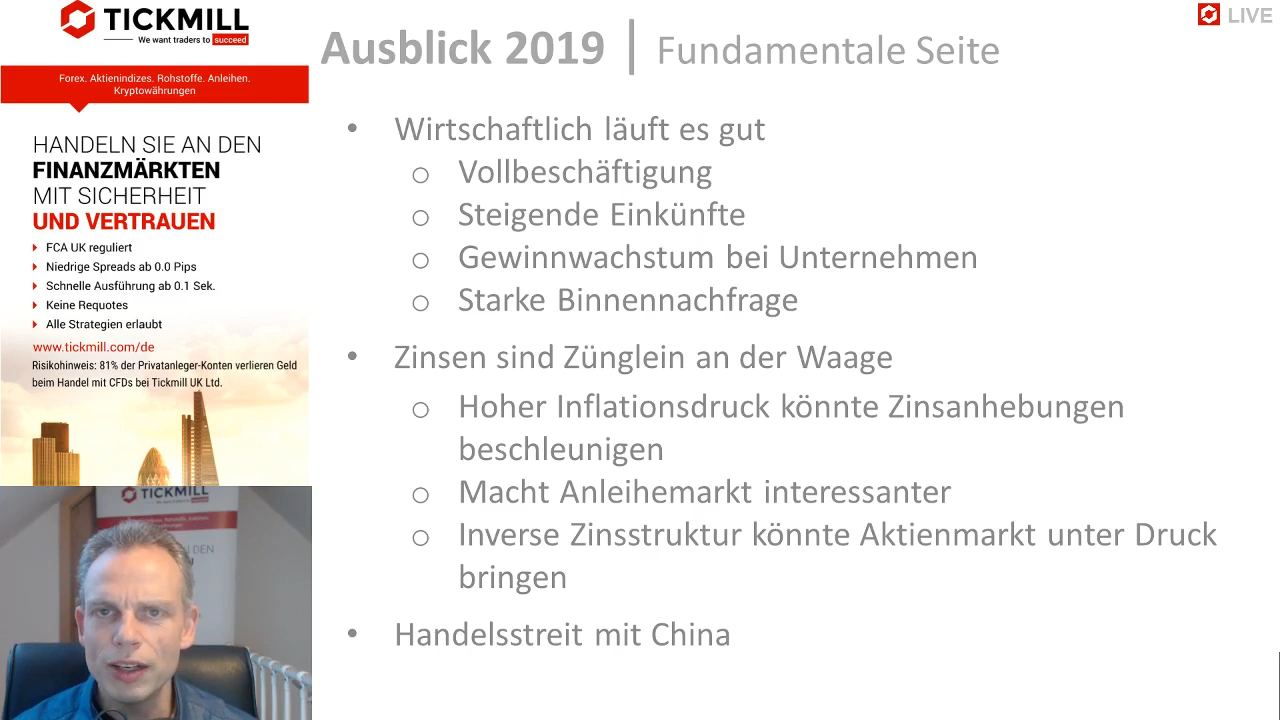 TICKMILL
We want traders to succeed
Forex. Aktienindizes. Rohstoffe. Anleihen.
Kryptowährungen
HANDELN SIE AN DEN
FINANZMÄRKTEN
MIT SICHERHEIT
UND VERTRAUEN
FCA UK reguliert
Niedrige Spreads ab 0.0 Pips
Schnelle Ausführung ab 0.1 Sek.
Keine Requotes
Alle Strategien erlaubt
www.tickmill.com/de
Risikohinweis: 81% der Privatanleger-Konten verlieren Geld
beim Handel mit CFDs bei Tickmill UK Ltd.
TICKMILL
LIVE
Ausblick 2019 | Fundamentale Seite
• Wirtschaftlich läuft es gut
o Vollbeschäftigung
o Steigende Einkünfte
o Gewinnwachstum bei Unternehmen
o Starke Binnennachfrage
• Zinsen sind Zünglein an der Waage
o Hoher Inflationsdruck könnte Zinsanhebungen
beschleunigen
o Macht Anleihemarkt interessanter
o Inverse Zinsstruktur könnte Aktienmarkt unter Druck
bringen
• Handelsstreit mit China